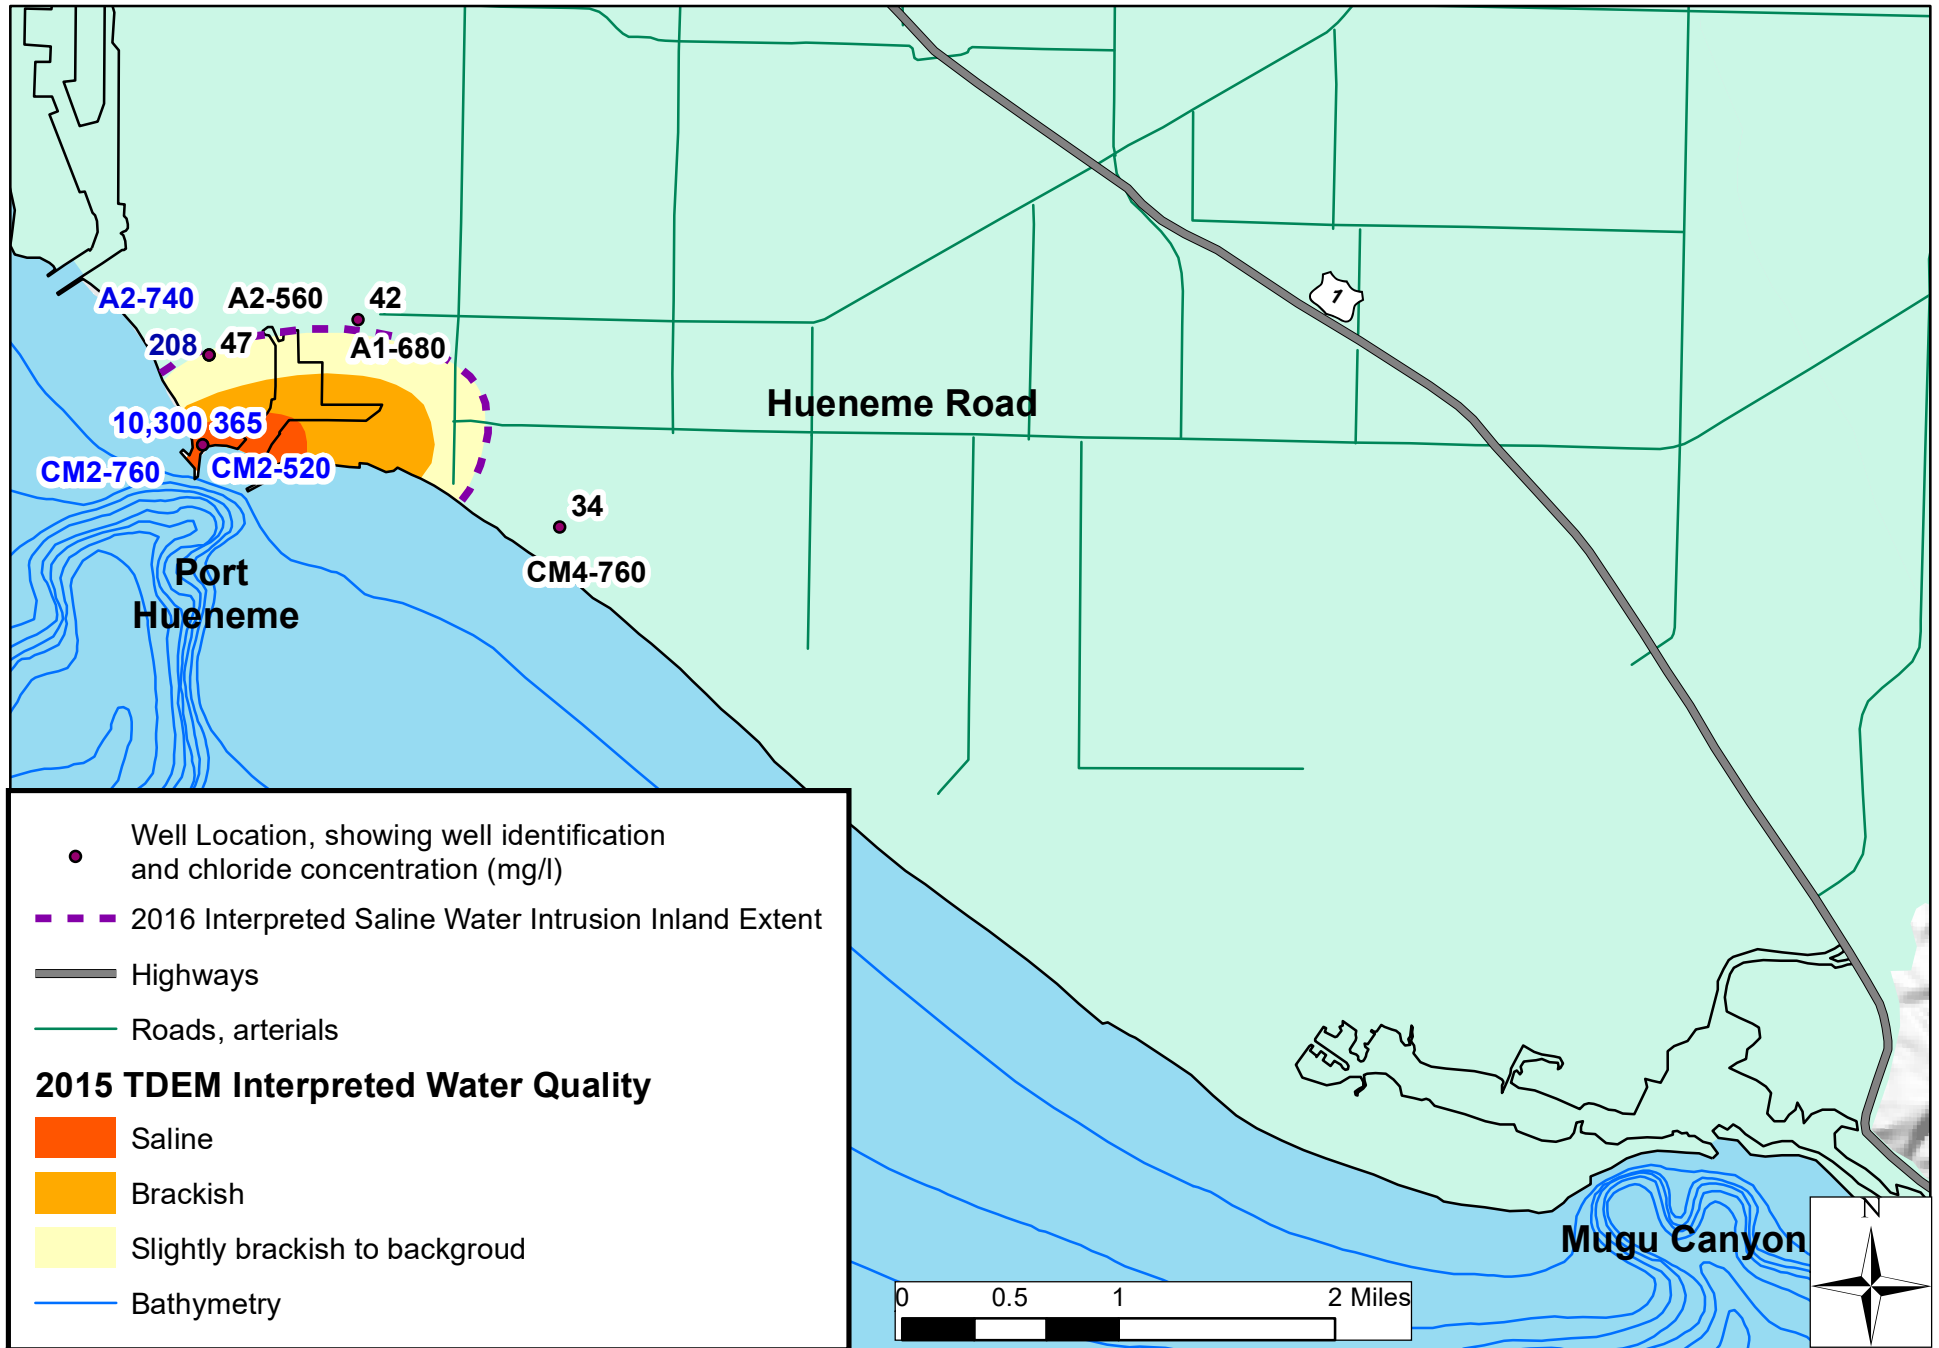 A2-740
A2-560
42
208
47
A1-680
1
Hueneme Road
10,300 365
CM2-760
CM2-520
34
CM4-760
Port
Hueneme
Well Location, showing well identification
and chloride concentration (mg/l)
2016 Interpreted Saline Water Intrusion Inland Extent
Highways
Roads, arterials
2015 TDEM Interpreted Water Quality
Saline
Brackish
Slightly brackish to backgroud
Bathymetry
Mugu Canyon
N
0 0.5 1 2 Miles